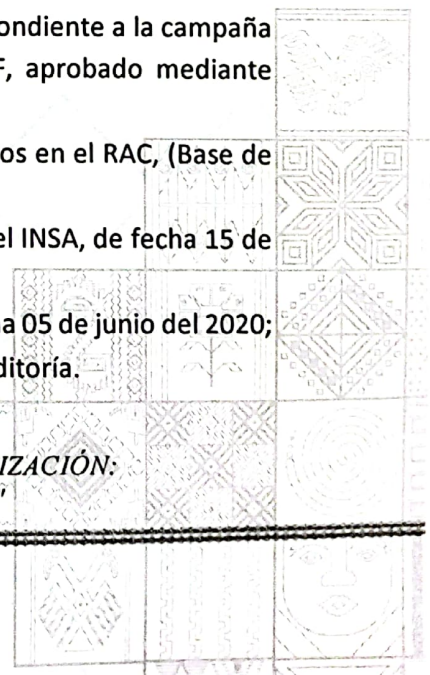 ondiente a la campaña
F, aprobado mediante
os en el RAC, (Base de
el INSA, de fecha 15 de
a 05 de junio del 2020;
ditoría.
IZACIÓN:
"